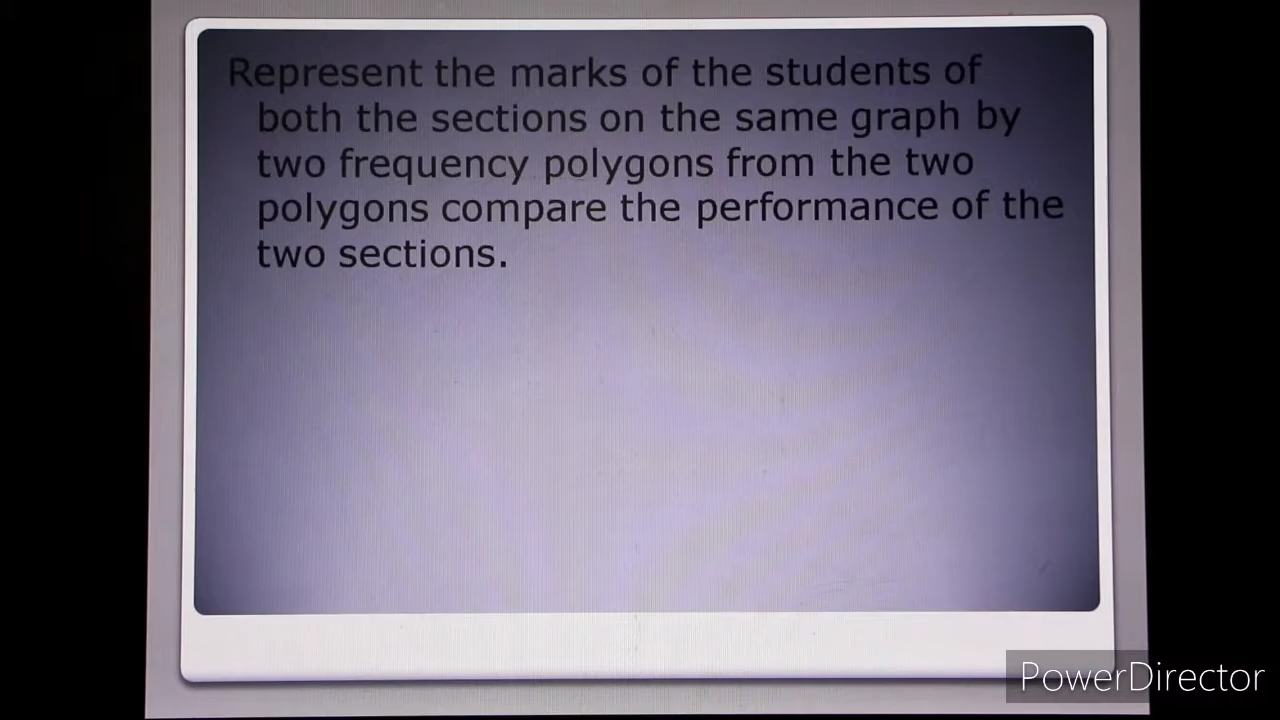 Represent the marks of the students of
both the sections on the same graph by
two frequency polygons from the two
polygons compare the performance of the
two sections.
PowerDirector